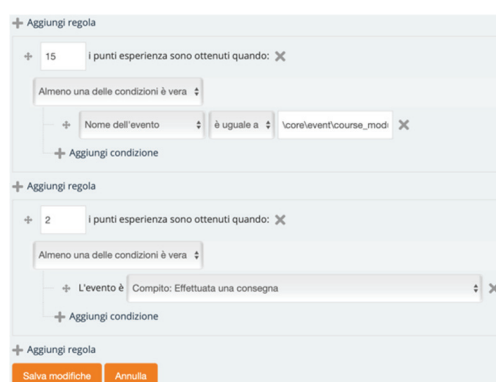 Aggiungi regola
15 i punti esperienza sono ottenuti quando:
Almeno una delle condizioni è vera
Nome dell'evento è uguale a \core\event\course_mod
Aggiungi condizione
Aggiungi regola
2 i punti esperienza sono ottenuti quando:
Almeno una delle condizioni è vera
L'evento è Compito: Effettuata una consegna
Aggiungi condizione
Aggiungi regola
Salva modifiche Annulla